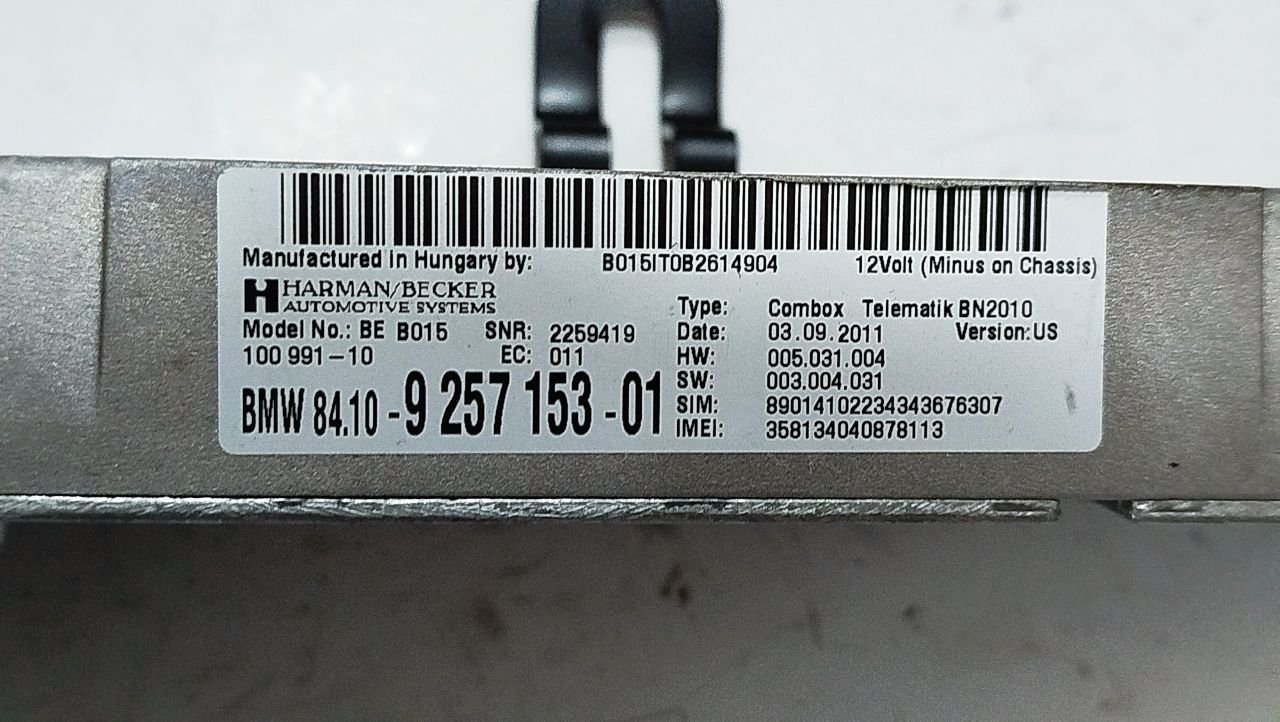 Manufactured in Hungary by: B015IT0B2614904 12Volt (Minus on Chassis)
HARMAN/BECKER
AUTOMOTIVE SYSTEMS
Model No.: BE B015 SNR: 2259419
100 991-10 EC: 011
BMW 84.10-9 257 153-01
Type: Combox Telematik BN2010
Date: 03.09.2011 Version: US
HW: 005.031.004
SW: 003.004.031
SIM: 89014102234343676307
IMEI: 358134040878113